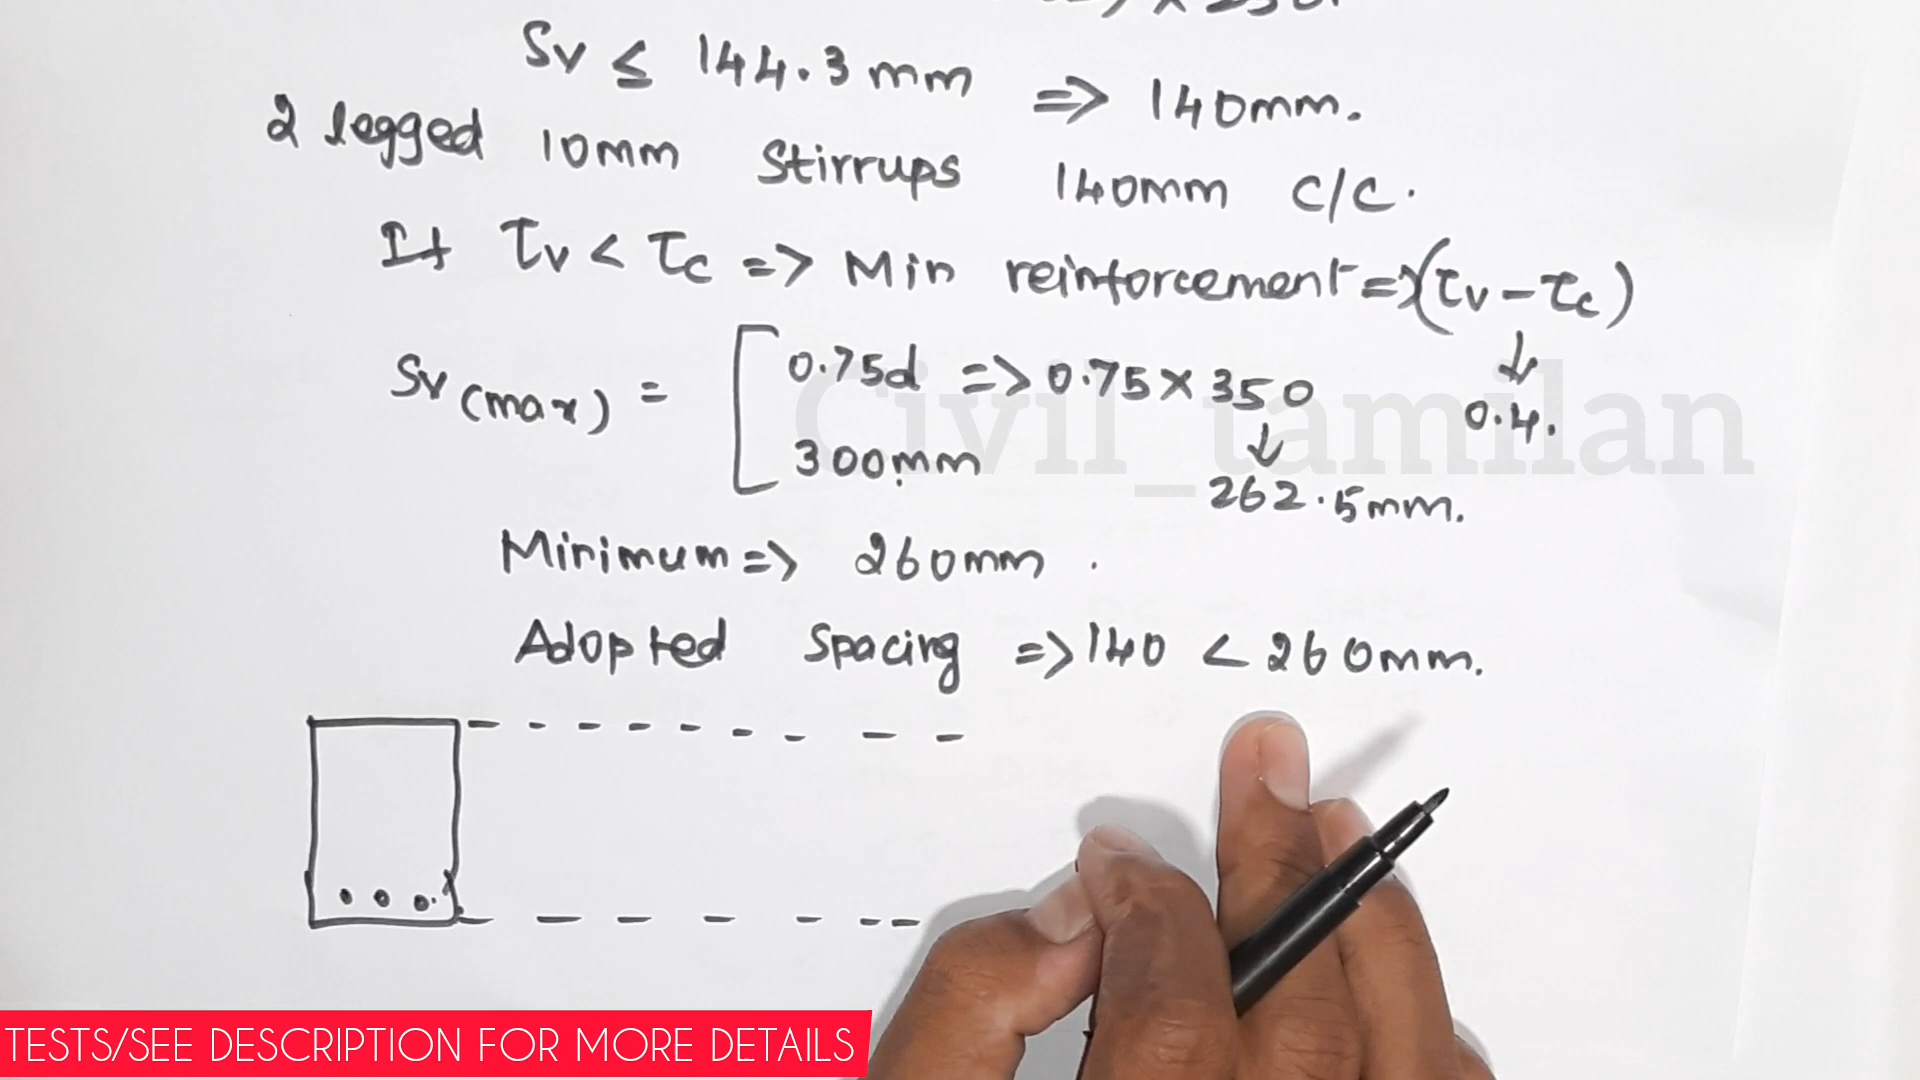 Sv ≤ 144.3 mm => 140mm.
2 legged 10mm Stirrups 140mm c/c.
If τv < τc => Min reinforcement => (τv - τc)
↓
0.4.
Sv (max) = [ 0.75d => 0.75 x 350
300mm
↓
262.5mm.
Minimum => 260mm.
Adopted Spacing => 140 < 260mm.
Civil_tamilan
TESTS/SEE DESCRIPTION FOR MORE DETAILS